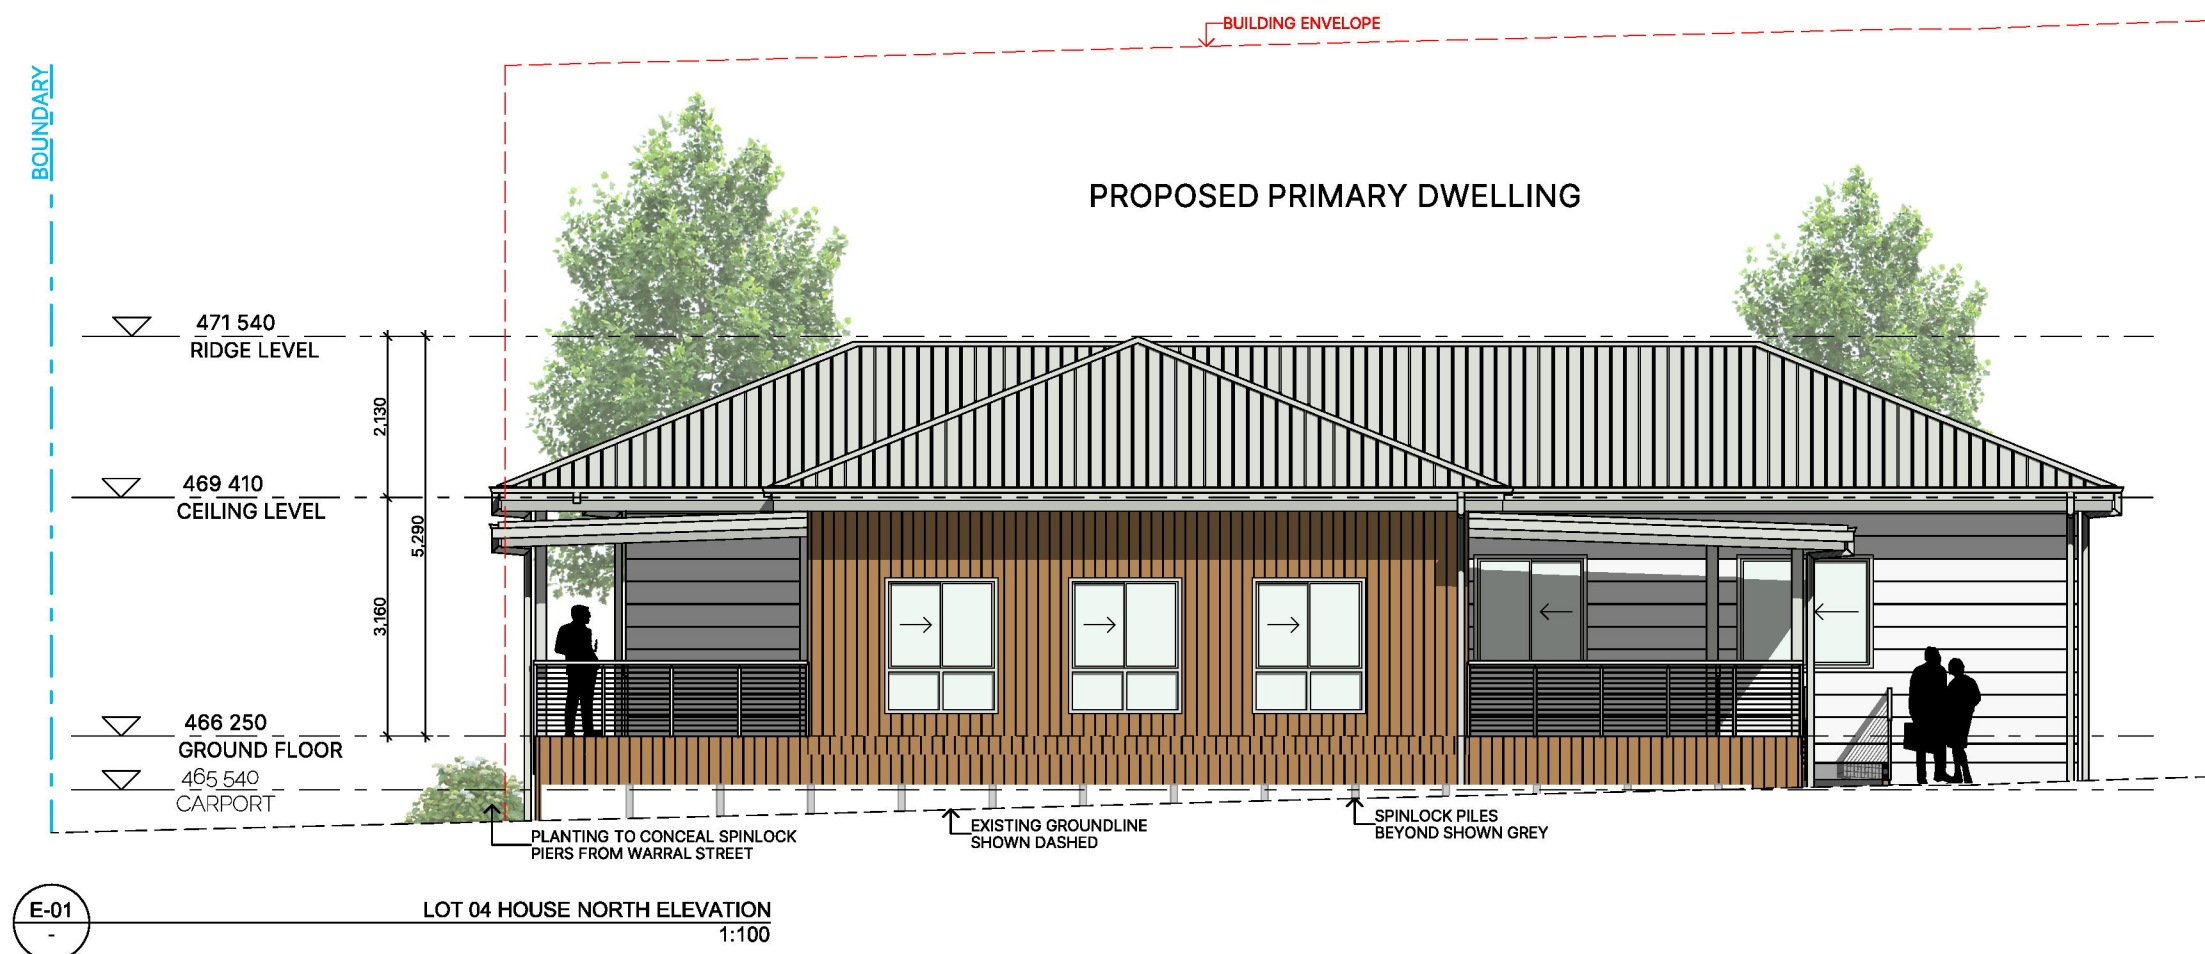 BUILDING ENVELOPE
BOUNDARY
PROPOSED PRIMARY DWELLING
471 540
RIDGE LEVEL
2,130
469 410
CEILING LEVEL
5,290
3,160
466 250
GROUND FLOOR
465 540
CARPORT
PLANTING TO CONCEAL SPINLOCK
PIERS FROM WARRAL STREET
EXISTING GROUNDLINE
SHOWN DASHED
SPINLOCK PILES
BEYOND SHOWN GREY
E-01
-
LOT 04 HOUSE NORTH ELEVATION
1:100